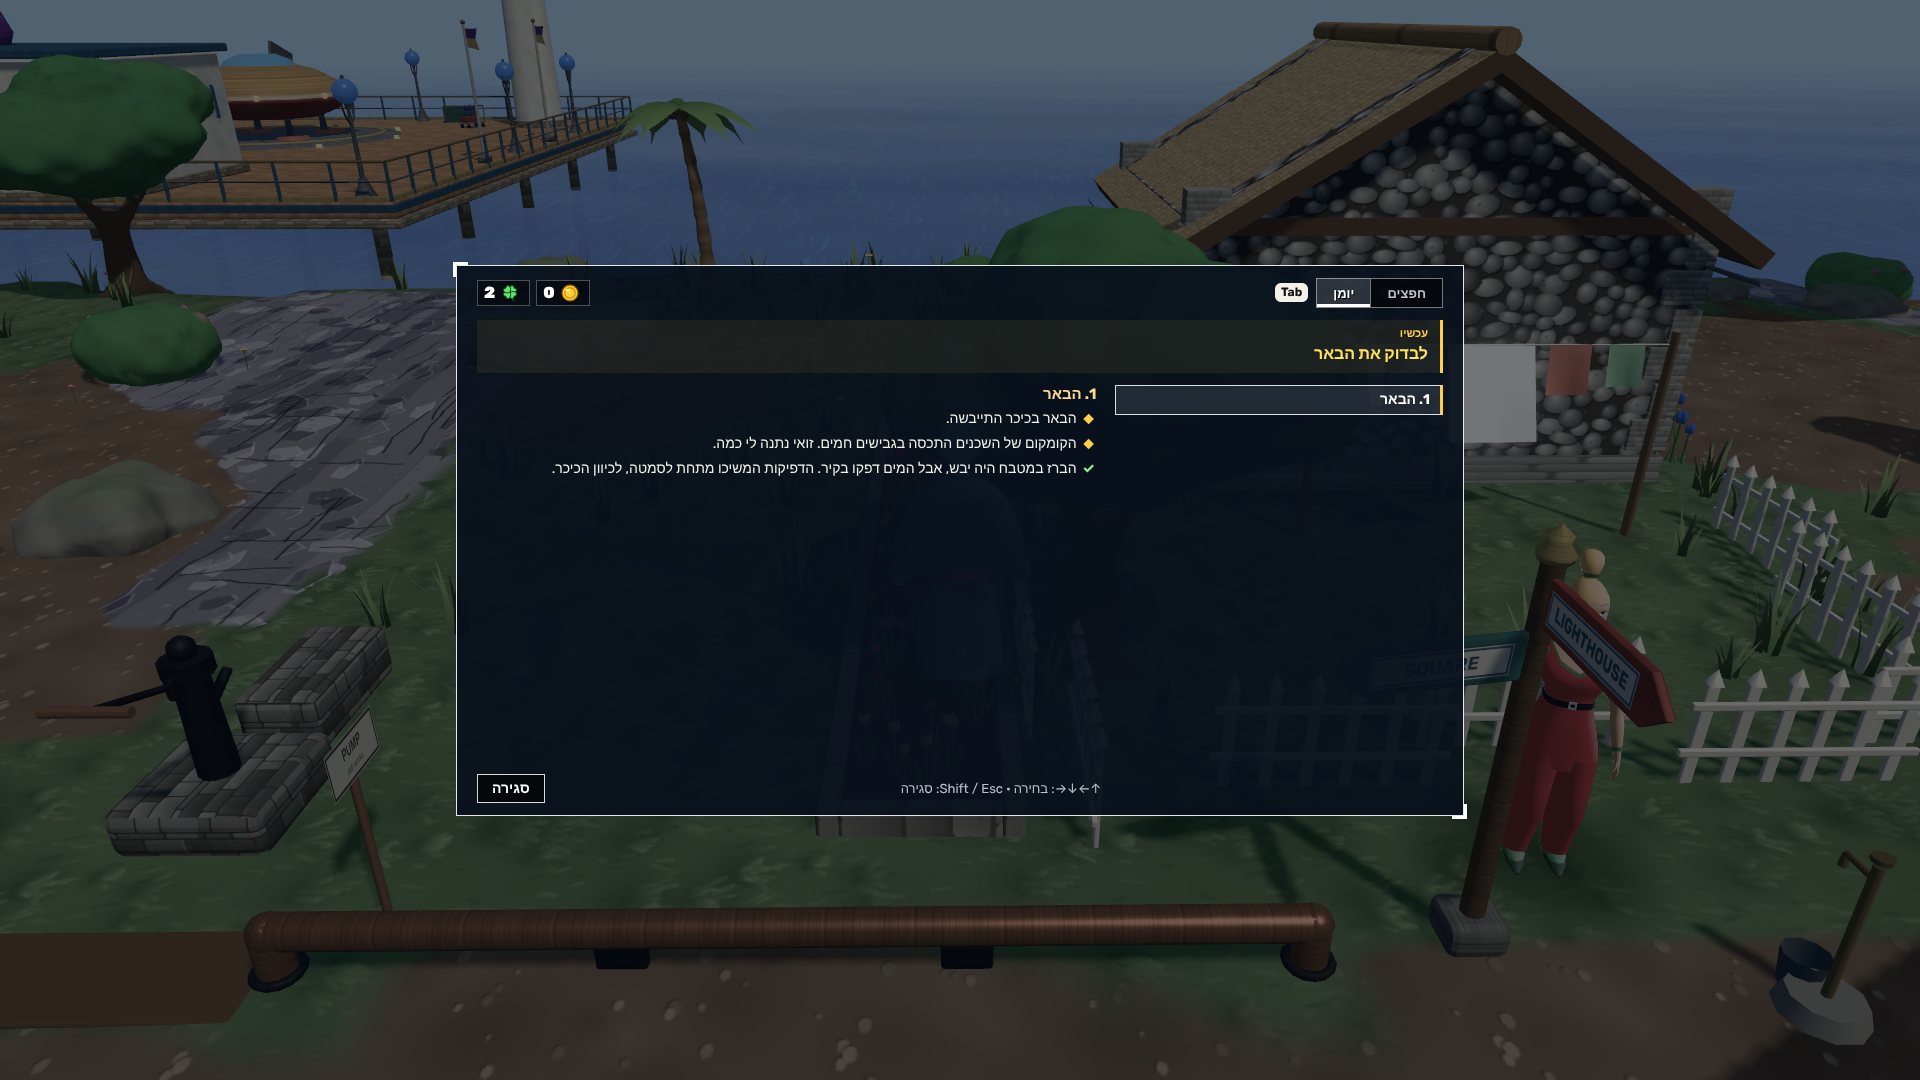 חפצים
יומן
Tab
0
2
עכשיו
לבדוק את הבאר
1. הבאר
1. הבאר
הבאר בכיכר התייבשה.
הקומקום של השכנים התכסה בגבישים חמים. זואי נתנה לי כמה.
הברז במטבח היה יבש, אבל המים דפקו בקיר. הדפיקות המשיכו מתחת לסמטה, לכיוון הכיכר.
↑←↓→: בחירה • Shift / Esc: סגירה
סגירה
SQUARE
LIGHTHOUSE
PUMP